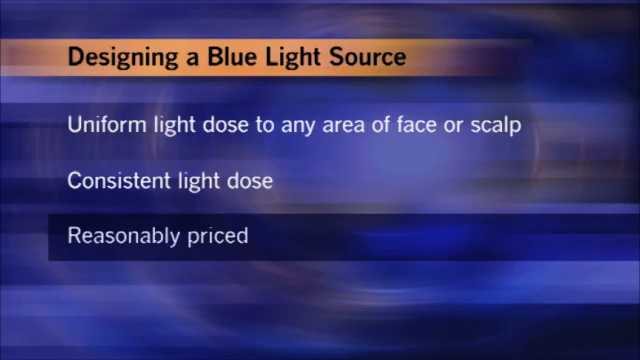 Designing a Blue Light Source
Uniform light dose to any area of face or scalp
Consistent light dose
Reasonably priced